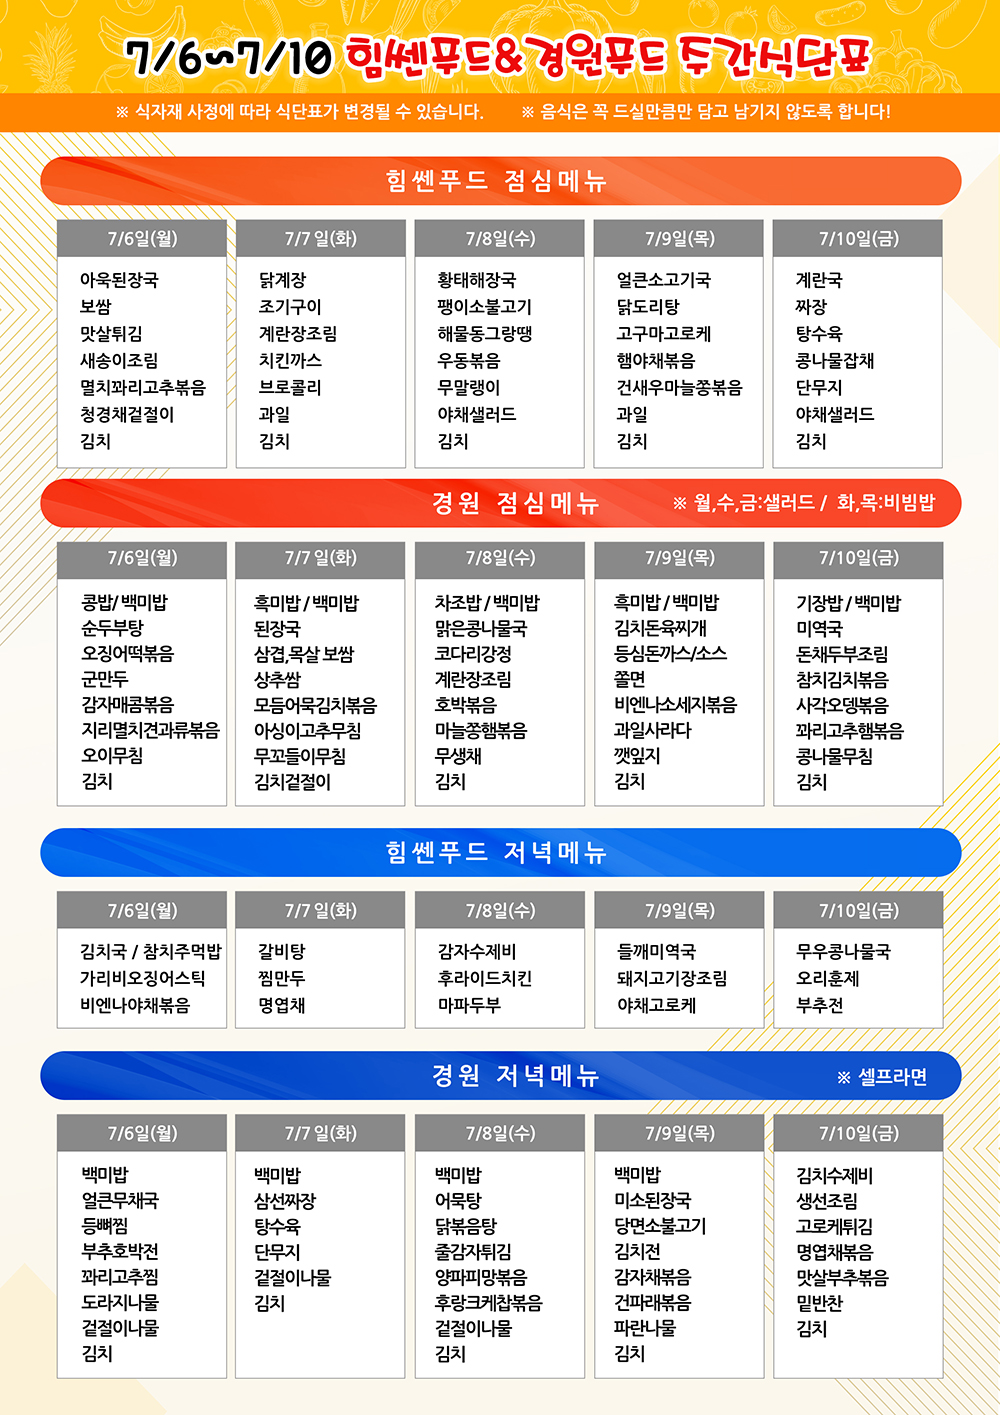 7/6~7/10 힘쎈푸드&경원푸드 주간식단표
※ 식자재 사정에 따라 식단표가 변경될 수 있습니다. ※ 음식은 꼭 드실만큼만 담고 남기지 않도록 합니다!
힘쎈푸드 점심메뉴
7/6일(월)
아욱된장국
보쌈
맛살튀김
새송이조림
멸치꽈리고추볶음
청경채겉절이
김치
7/7일(화)
닭계장
조기구이
계란장조림
치킨까스
브로콜리
과일
김치
7/8일(수)
황태해장국
팽이소불고기
해물동그랑땡
우동볶음
무말랭이
야채샐러드
김치
7/9일(목)
얼큰소고기국
닭도리탕
고구마고로케
햄야채볶음
건새우마늘쫑볶음
과일
김치
7/10일(금)
계란국
짜장
탕수육
콩나물잡채
단무지
야채샐러드
김치
경원 점심메뉴 ※ 월,수,금:샐러드 / 화,목:비빔밥
7/6일(월)
콩밥/ 백미밥
순두부탕
오징어떡볶음
군만두
감자매콤볶음
지리멸치견과류볶음
오이무침
김치
7/7일(화)
흑미밥 / 백미밥
된장국
삼겹,목살 보쌈
상추쌈
모듬어묵김치볶음
아싱이고추무침
무꼬들이무침
김치겉절이
7/8일(수)
차조밥 / 백미밥
맑은콩나물국
코다리강정
계란장조림
호박볶음
마늘쫑햄볶음
무생채
김치
7/9일(목)
흑미밥 / 백미밥
김치돈육찌개
등심돈까스/소스
쫄면
비엔나소세지볶음
과일사라다
깻잎지
김치
7/10일(금)
기장밥 / 백미밥
미역국
돈채두부조림
참치김치볶음
사각오뎅볶음
꽈리고추햄볶음
콩나물무침
김치
힘쎈푸드 저녁메뉴
7/6일(월)
김치국 / 참치주먹밥
가리비오징어스틱
비엔나야채볶음
7/7일(화)
갈비탕
찜만두
명엽채
7/8일(수)
감자수제비
후라이드치킨
마파두부
7/9일(목)
들깨미역국
돼지고기장조림
야채고로케
7/10일(금)
무우콩나물국
오리훈제
부추전
경원 저녁메뉴 ※ 셀프라면
7/6일(월)
백미밥
얼큰무채국
등뼈찜
부추호박전
꽈리고추찜
도라지나물
겉절이나물
김치
7/7일(화)
백미밥
삼선짜장
탕수육
단무지
겉절이나물
김치
7/8일(수)
백미밥
어묵탕
닭볶음탕
줄감자튀김
양파피망볶음
후랑크케찹볶음
겉절이나물
김치
7/9일(목)
백미밥
미소된장국
당면소불고기
김치전
감자채볶음
건파래볶음
파란나물
김치
7/10일(금)
김치수제비
생선조림
고로케튀김
명엽채볶음
맛살부추볶음
밑반찬
김치